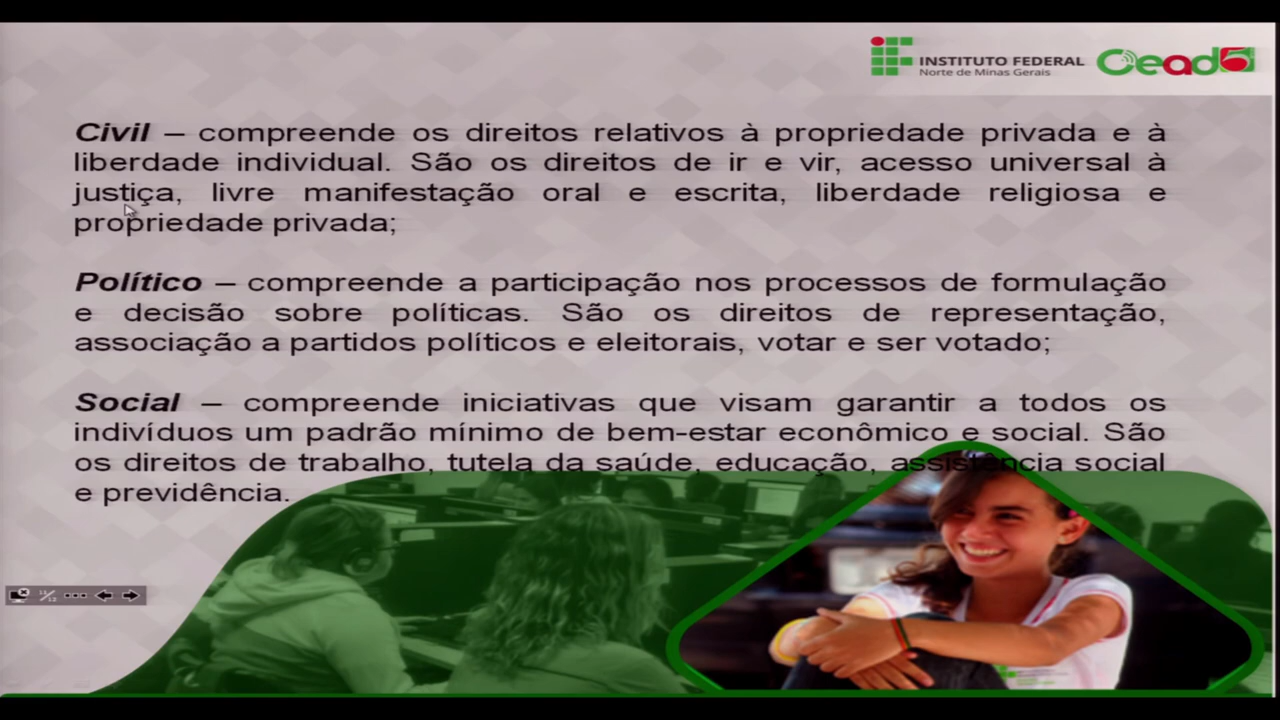 INSTITUTO FEDERAL
Norte de Minas Gerais
Cead
Civil – compreende os direitos relativos à propriedade privada e à
liberdade individual. São os direitos de ir e vir, acesso universal à
justiça, livre manifestação oral e escrita, liberdade religiosa e
propriedade privada;
Político – compreende a participação nos processos de formulação
e decisão sobre políticas. São os direitos de representação,
associação a partidos políticos e eleitorais, votar e ser votado;
Social – compreende iniciativas que visam garantir a todos os
indivíduos um padrão mínimo de bem-estar econômico e social. São
os direitos de trabalho, tutela da saúde, educação, assistência social
e previdência.